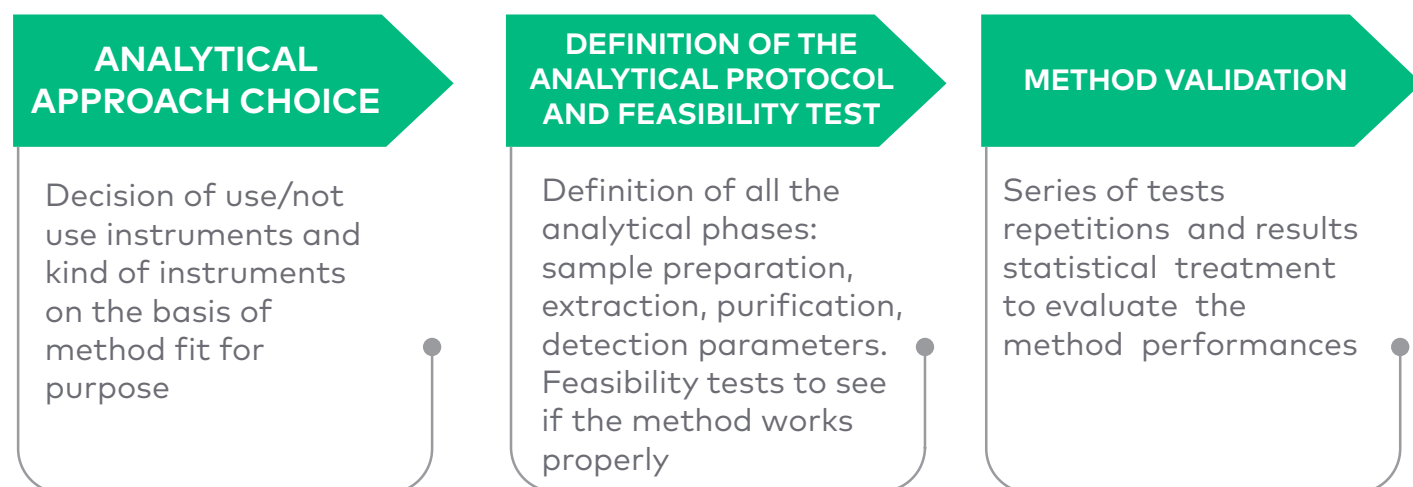 ANALYTICAL
APPROACH CHOICE
Decision of use/not
use instruments and
kind of instruments
on the basis of
method fit for
purpose
DEFINITION OF THE
ANALYTICAL PROTOCOL
AND FEASIBILITY TEST
Definition of all the
analytical phases:
sample preparation,
extraction, purification,
detection parameters.
Feasibility tests to see
if the method works
properly
METHOD VALIDATION
Series of tests
repetitions and results
statistical treatment
to evaluate the
method performances